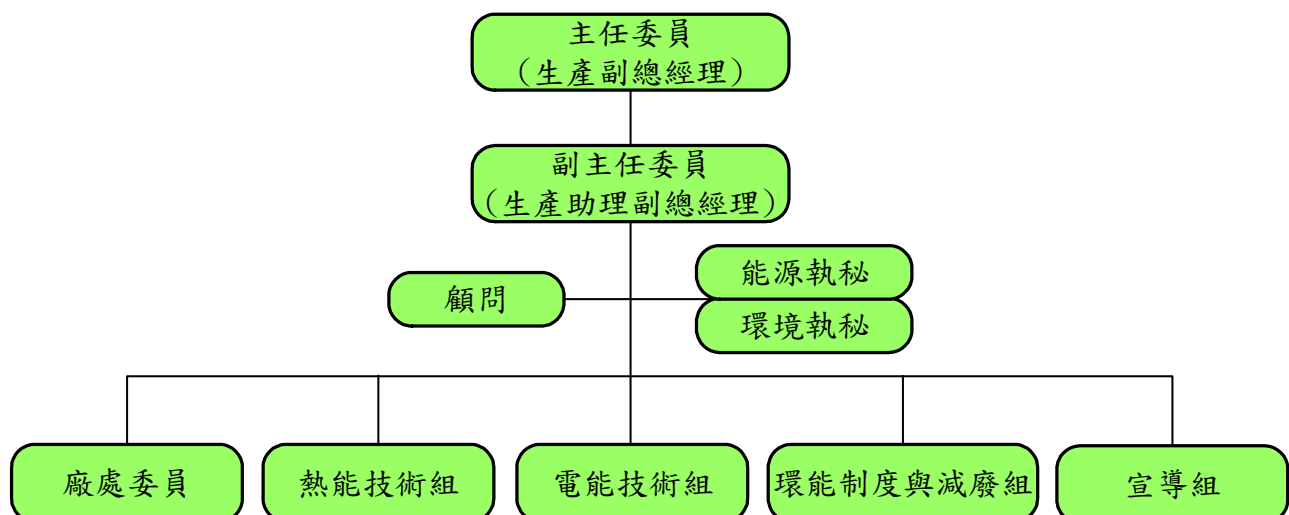 主任委員
(生產副總經理)
副主任委員
(生產助理副總經理)
能源執秘
顧問
環境執秘
廠處委員
熱能技術組
電能技術組
環能制度與減廢組
宣導組